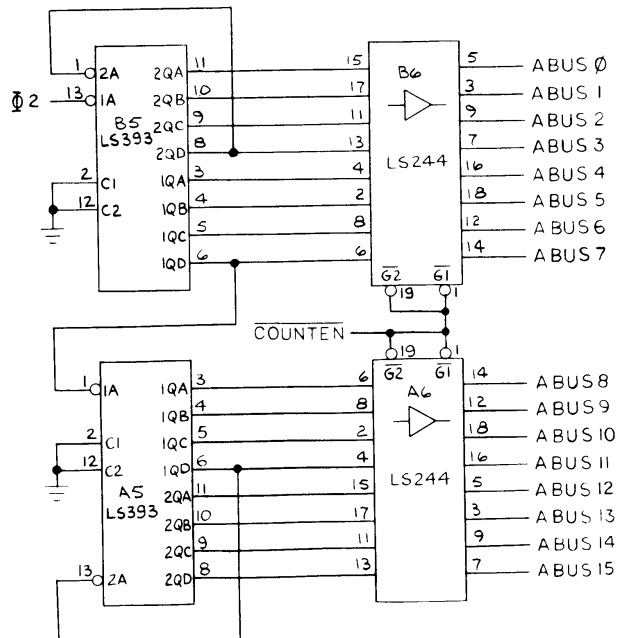 1 2A 2QA 11 15 B6 5 ABUS Ø
Φ2 13 1A 2QB 10 17 3 ABUS 1
B5 2QC 9 11 9 ABUS 2
LS393 2QD 8 13 7 ABUS 3
1QA 3 4 LS244 16 ABUS 4
2 C1 1QB 4 2 18 ABUS 5
12 C2 1QC 5 8 12 ABUS 6
1QD 6 6 14 ABUS 7
G̅2̅ G̅1̅
19 1
C̅O̅U̅N̅T̅E̅N̅
19 1
G̅2̅ G̅1̅
1 1A 1QA 3 6 14 ABUS 8
1QB 4 8 A6 12 ABUS 9
2 C1 1QC 5 2 18 ABUS 10
12 C2 1QD 6 4 16 ABUS 11
A5 2QA 11 15 LS244 5 ABUS 12
LS393 2QB 10 17 3 ABUS 13
2QC 9 11 9 ABUS 14
13 2A 2QD 8 13 7 ABUS 15